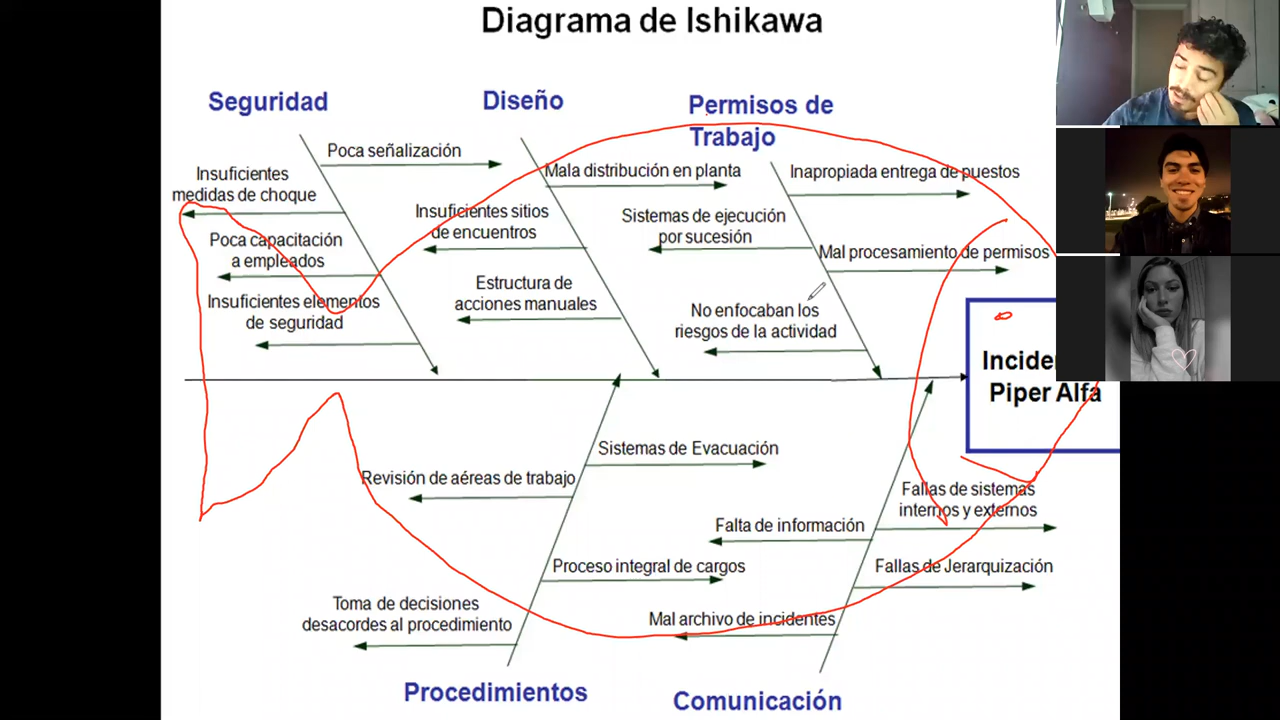 Diagrama de Ishikawa
Seguridad
Diseño
Permisos de
Trabajo
Poca señalización
Insuficientes
medidas de choque
Poca capacitación
a empleados
Insuficientes elementos
de seguridad
Mala distribución en planta
Insuficientes sitios
de encuentros
Estructura de
acciones manuales
Inapropiada entrega de puestos
Sistemas de ejecución
por sucesión
Mal procesamiento de permisos
No enfocaban los
riesgos de la actividad
Piper Alfa
Sistemas de Evacuación
Revisión de aéreas de trabajo
Proceso integral de cargos
Toma de decisiones
desacordes al procedimiento
Fallas de sistemas
internos y externos
Falta de información
Fallas de Jerarquización
Mal archivo de incidentes
Procedimientos
Comunicación